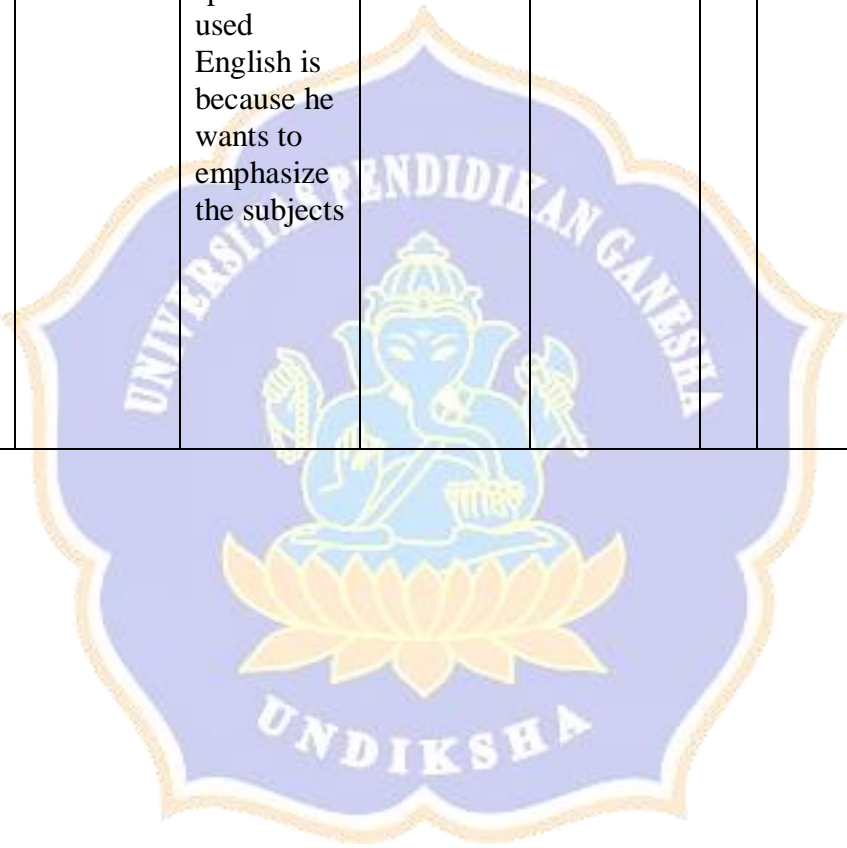 used
English is
because he
wants to
emphasize
the subjects
UNIVERSITAS PENDIDIKAN GANESHA
UNDIKSHA